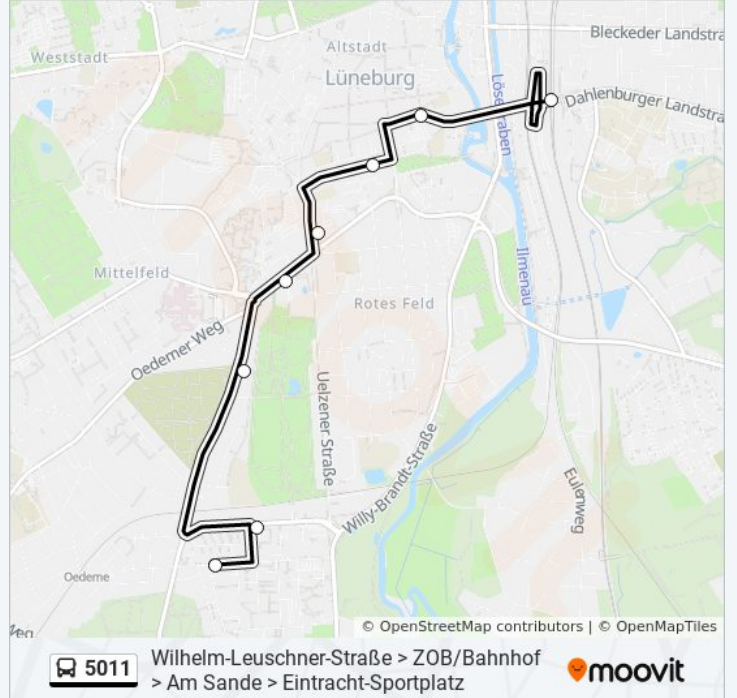 Bleckeder Landstra
Altstadt
Weststadt
Lüneburg
Dahlenburger Landstra
Lösegraben
Mittelfeld
Ilmenau
Rotes Feld
Oedemer Weg
Uelzener Straße
Willy-Brandt-Straße
Eulenweg
Oedeme
Weg
© OpenStreetMap contributors | © OpenMapTiles
5011
Wilhelm-Leuschner-Straße > ZOB/Bahnhof
> Am Sande > Eintracht-Sportplatz
moovit